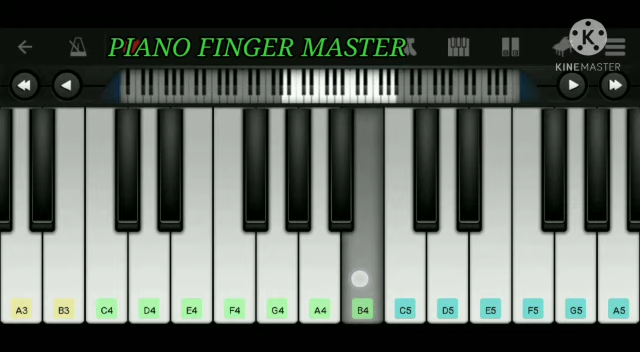 PIANO FINGER MASTER
K
KINEMASTER
A3 B3 C4 D4 E4 F4 G4 A4 B4 C5 D5 E5 F5 G5 A5